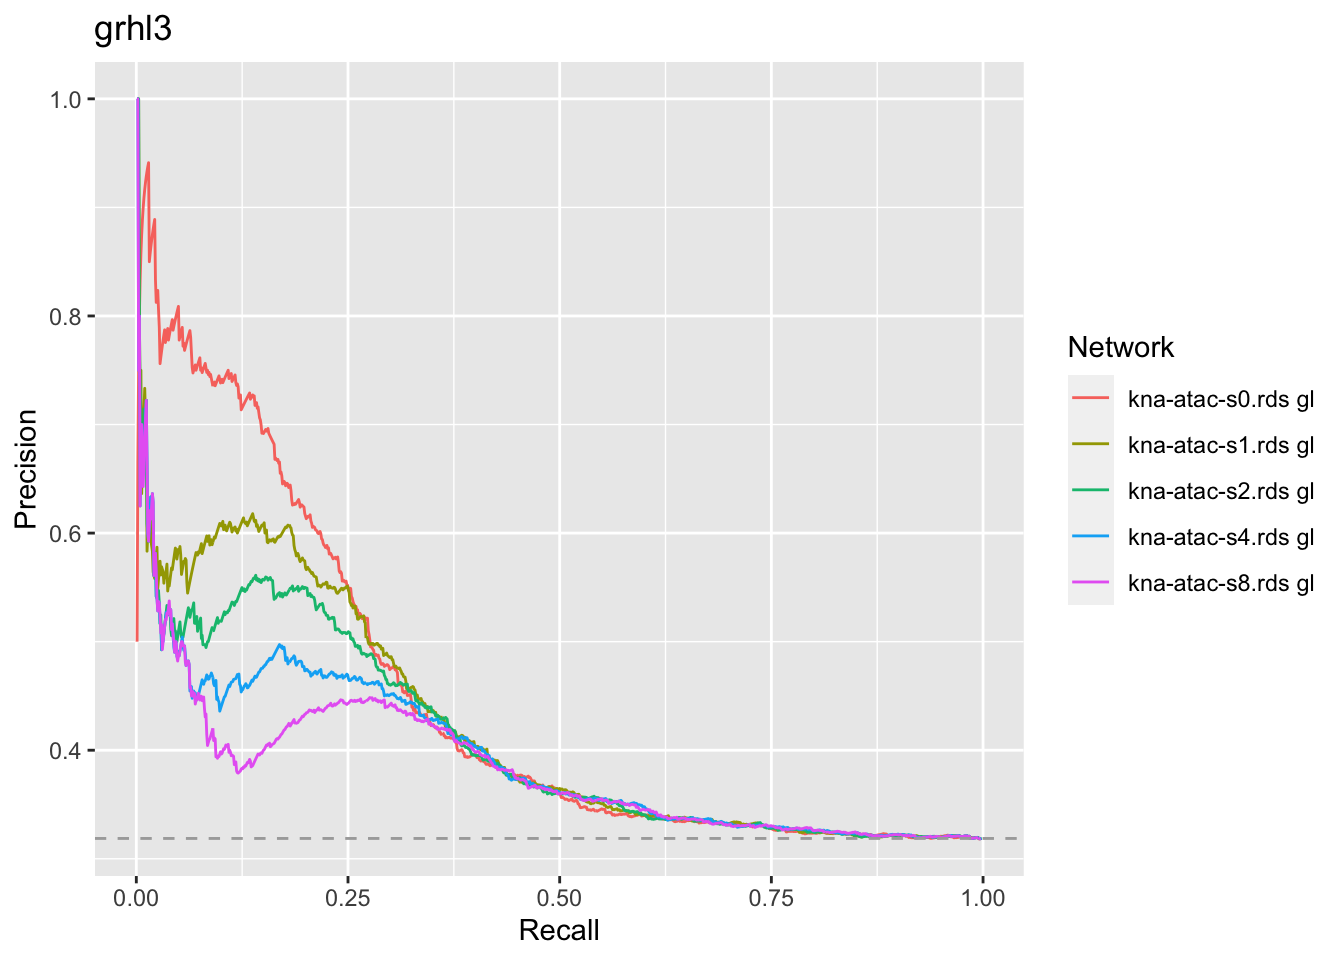 grhl3
1.0
0.8
0.6
0.4
Precision
0.00
0.25
0.50
0.75
1.00
Recall
Network
kna-atac-s0.rds gl
kna-atac-s1.rds gl
kna-atac-s2.rds gl
kna-atac-s4.rds gl
kna-atac-s8.rds gl